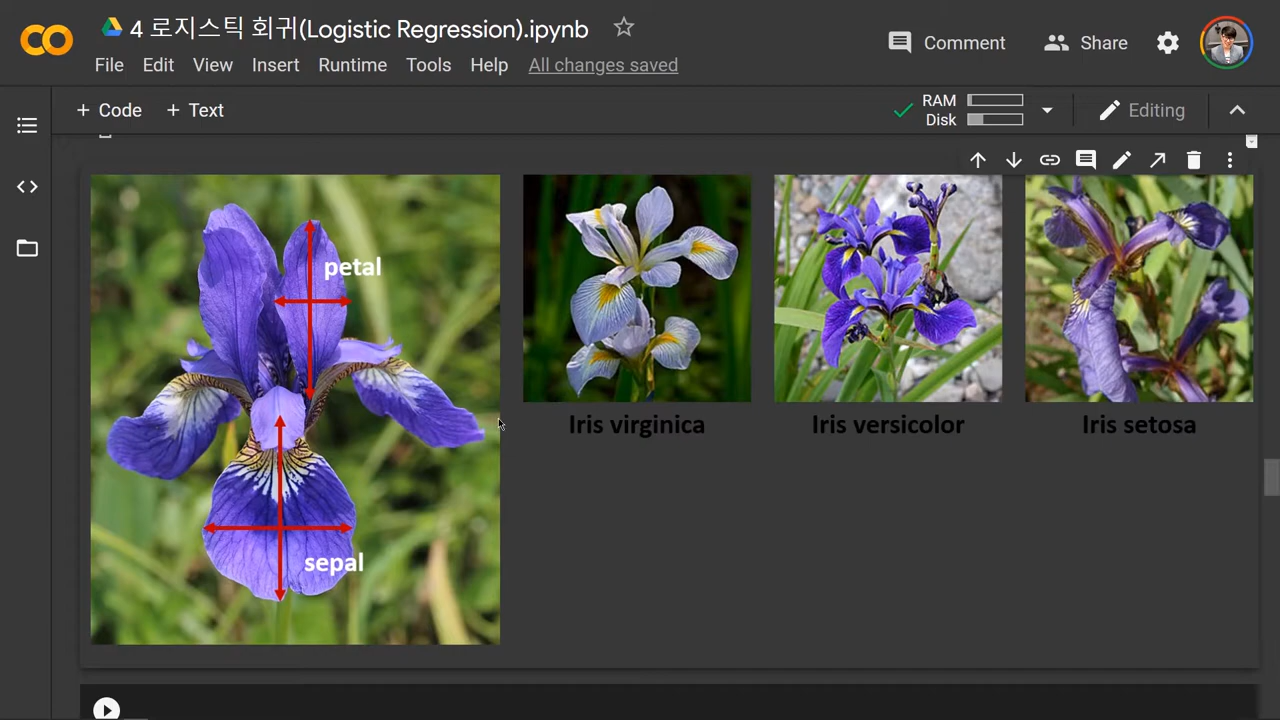 4 로지스틱 회귀(Logistic Regression).ipynb
Comment
Share
File Edit View Insert Runtime Tools Help All changes saved
+ Code + Text
RAM
Disk
Editing
petal
sepal
Iris virginica
Iris versicolor
Iris setosa